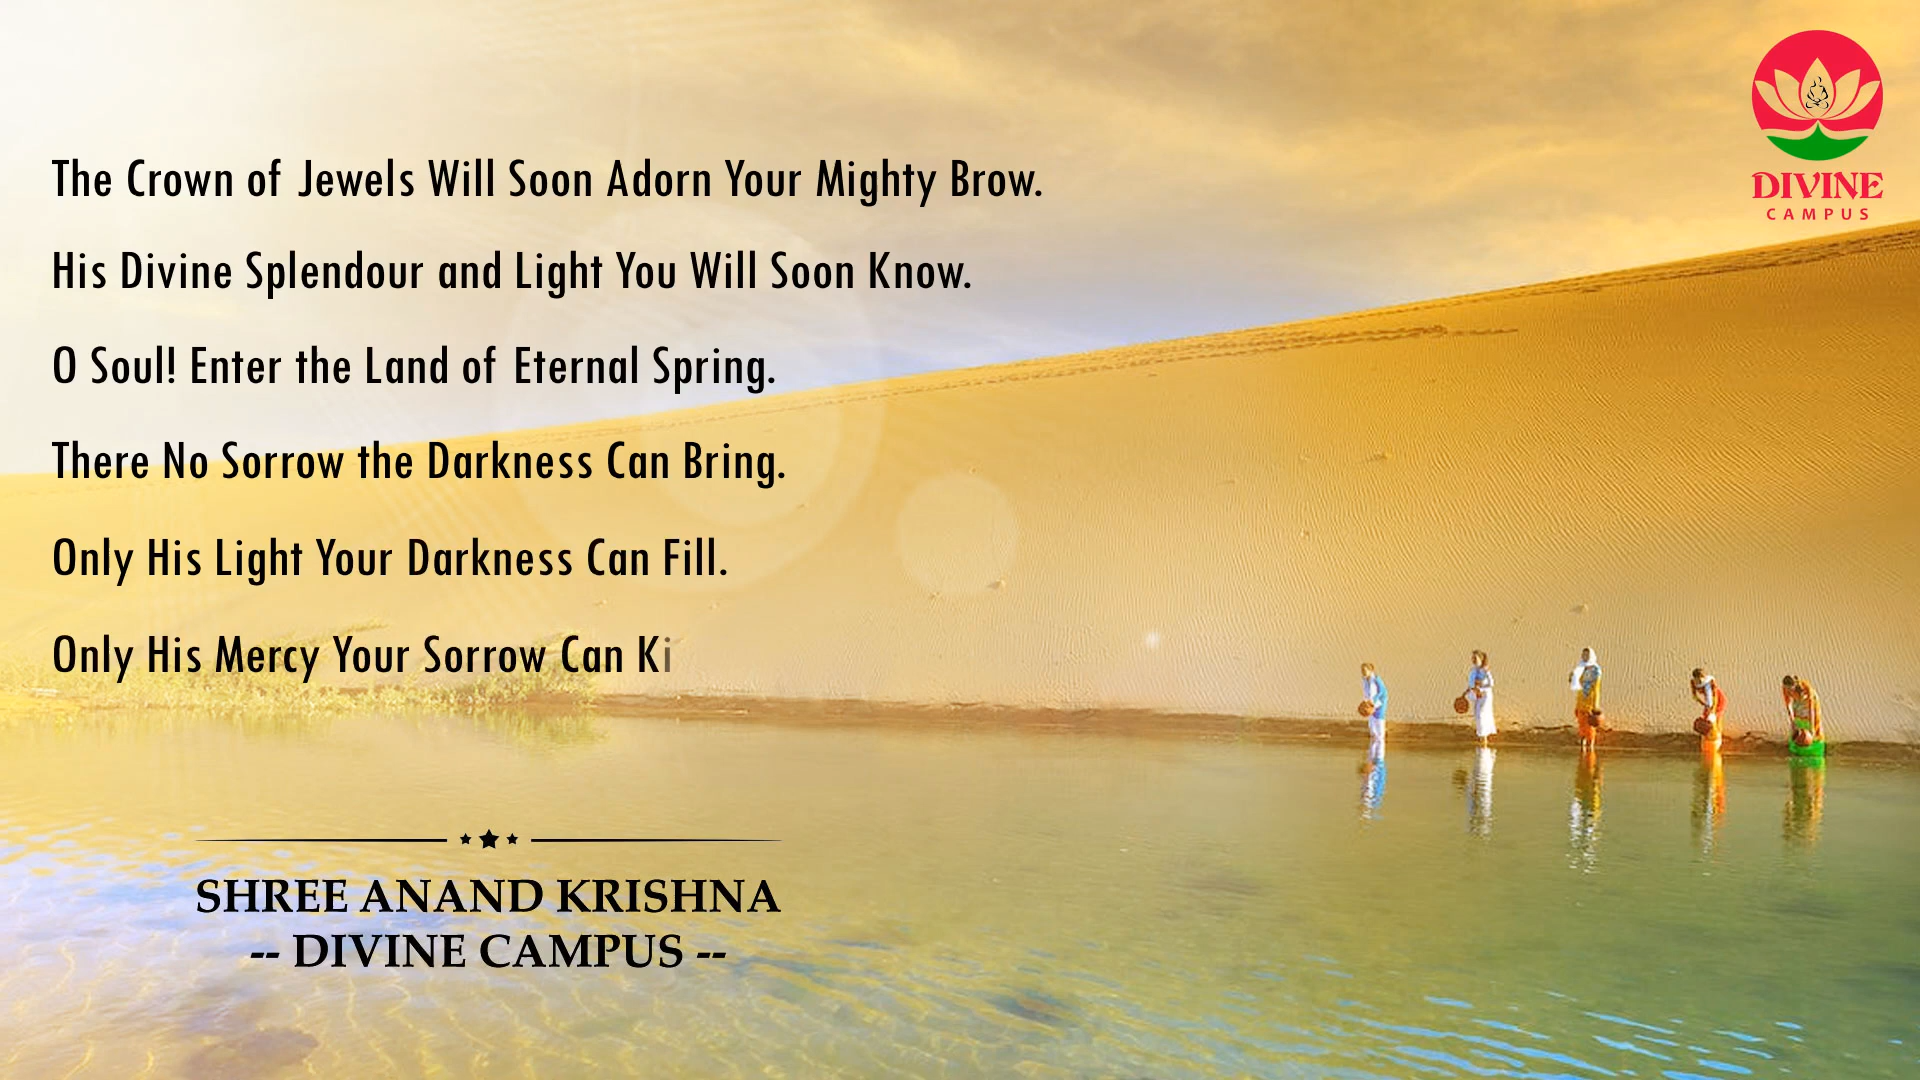 The Crown of Jewels Will Soon Adorn Your Mighty Brow.
His Divine Splendour and Light You Will Soon Know.
O Soul! Enter the Land of Eternal Spring.
There No Sorrow the Darkness Can Bring.
Only His Light Your Darkness Can Fill.
Only His Mercy Your Sorrow Can Ki
SHREE ANAND KRISHNA
-- DIVINE CAMPUS --
DIVINE
CAMPUS